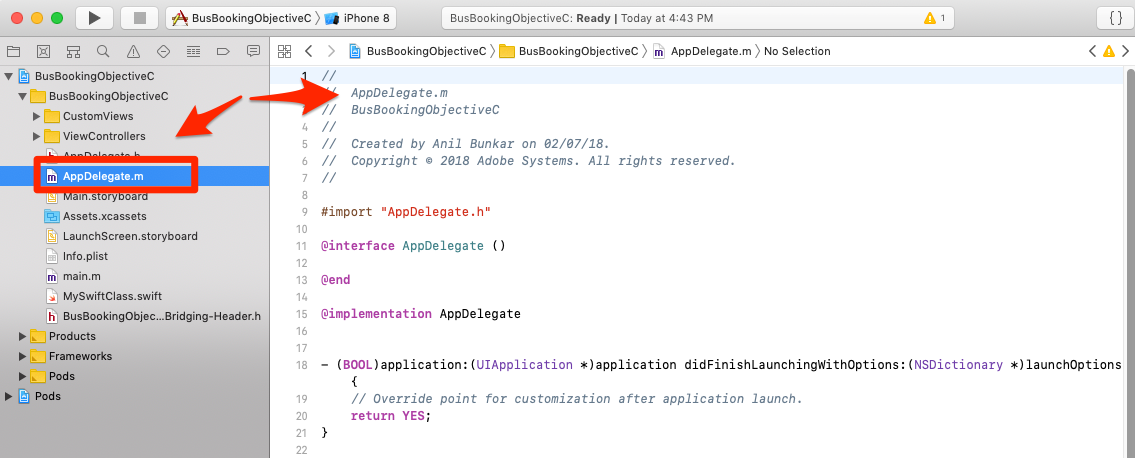 BusBookingObjectiveC 〉 iPhone 8
BusBookingObjectiveC: Ready | Today at 4:43 PM
1
{ }
BusBookingObjectiveC 〉 BusBookingObjectiveC 〉 AppDelegate.m 〉 No Selection
BusBookingObjectiveC
BusBookingObjectiveC
CustomViews
ViewControllers
AppDelegate.h
AppDelegate.m
Main.storyboard
Assets.xcassets
LaunchScreen.storyboard
Info.plist
main.m
MySwiftClass.swift
BusBookingObjec...Bridging-Header.h
Products
Frameworks
Pods
Pods
1 //
// AppDelegate.m
// BusBookingObjectiveC
4 //
5 // Created by Anil Bunkar on 02/07/18.
6 // Copyright © 2018 Adobe Systems. All rights reserved.
7 //
8
9 #import "AppDelegate.h"
10
11 @interface AppDelegate ()
12
13 @end
14
15 @implementation AppDelegate
16
17
18 - (BOOL)application:(UIApplication *)application didFinishLaunchingWithOptions:(NSDictionary *)launchOptions
{
19 // Override point for customization after application launch.
20 return YES;
21 }
22